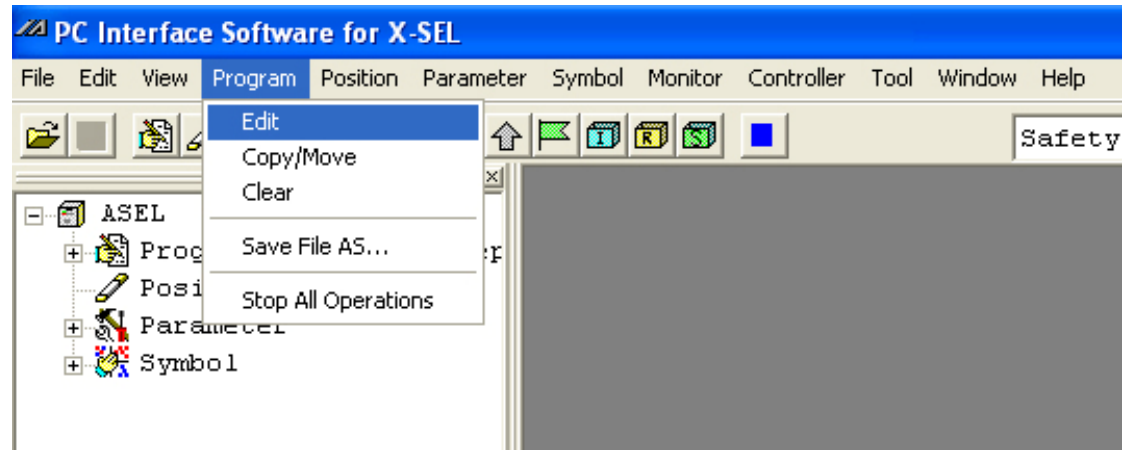 PC Interface Software for X-SEL
File Edit View Program Position Parameter Symbol Monitor Controller Tool Window Help
Edit
I R S
Safety
Copy/Move
Clear
ASEL
Save File AS...
Stop All Operations
Symbol